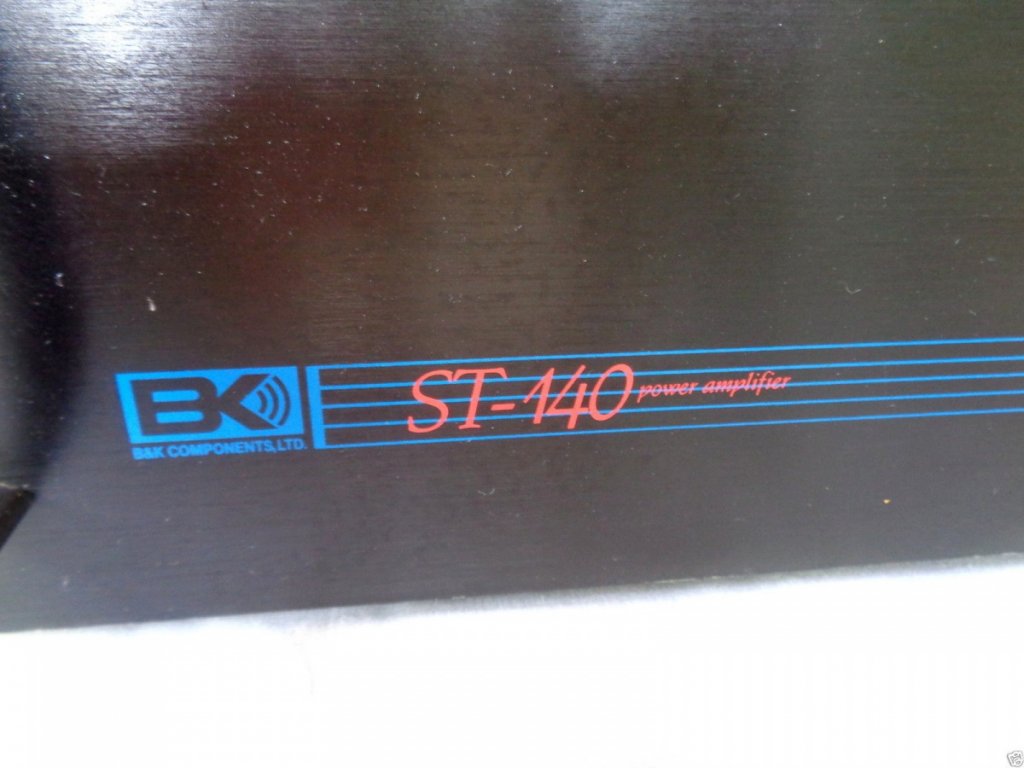 BK
B&K COMPONENTS, LTD.
ST-140 power amplifier